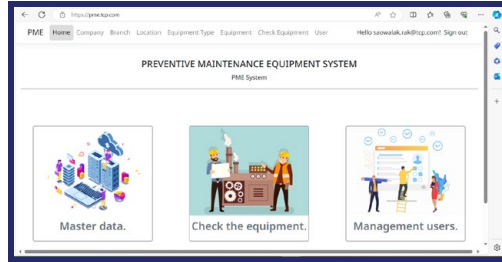 https://pme.tcp.com
PME Home Company Branch Location Equipment Type Equipment Check Equipment User Hello saowalak.rak@tcp.com! Sign out
PREVENTIVE MAINTENANCE EQUIPMENT SYSTEM
PME System
Master data. Check the equipment. Management users.